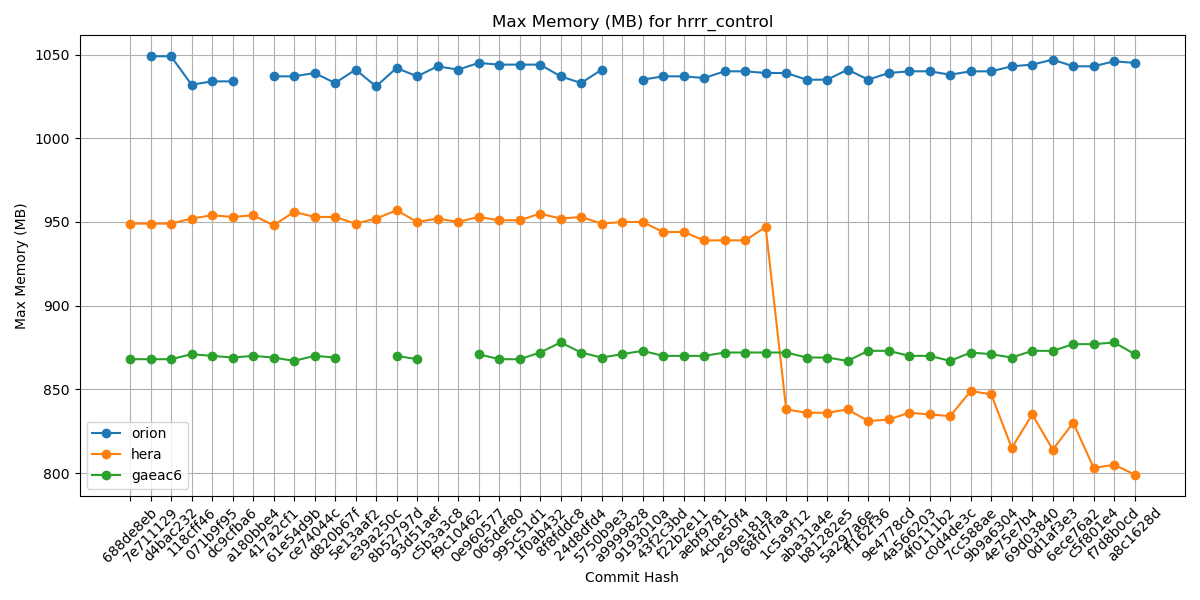 Max Memory (MB) for hrrr_control
Max Memory (MB)
1050
1000
950
900
850
800
orion
hera
gaeac6
688de8eb
7e711129
d4bac232
118cff46
071b9f95
dc9cfba6
a180bbe4
417a2cf1
61e54d9b
ce74044c
d820b67f
5e13aaf2
e39a250c
8b52797d
93d51aef
c5b3a3c8
f9c10462
0e960577
065def80
995c51d1
1f0ab432
8f8fddc8
24d8dfd4
5750b9e3
a9999828
9193010a
43f2c3bd
f22b2e11
aebf9781
4cbe50f4
269e181a
68fd7faa
1c5a9f12
aba31a4e
b81282e5
5a297a6e
ff162f36
9e4778cd
4a566203
4f0111b2
c0d4de3c
7cc588ae
9b9a6304
4e75e7b4
69d03840
0d1af3e3
6ece76a2
c5f801e4
f7d8b0cd
a8c1628d
Commit Hash